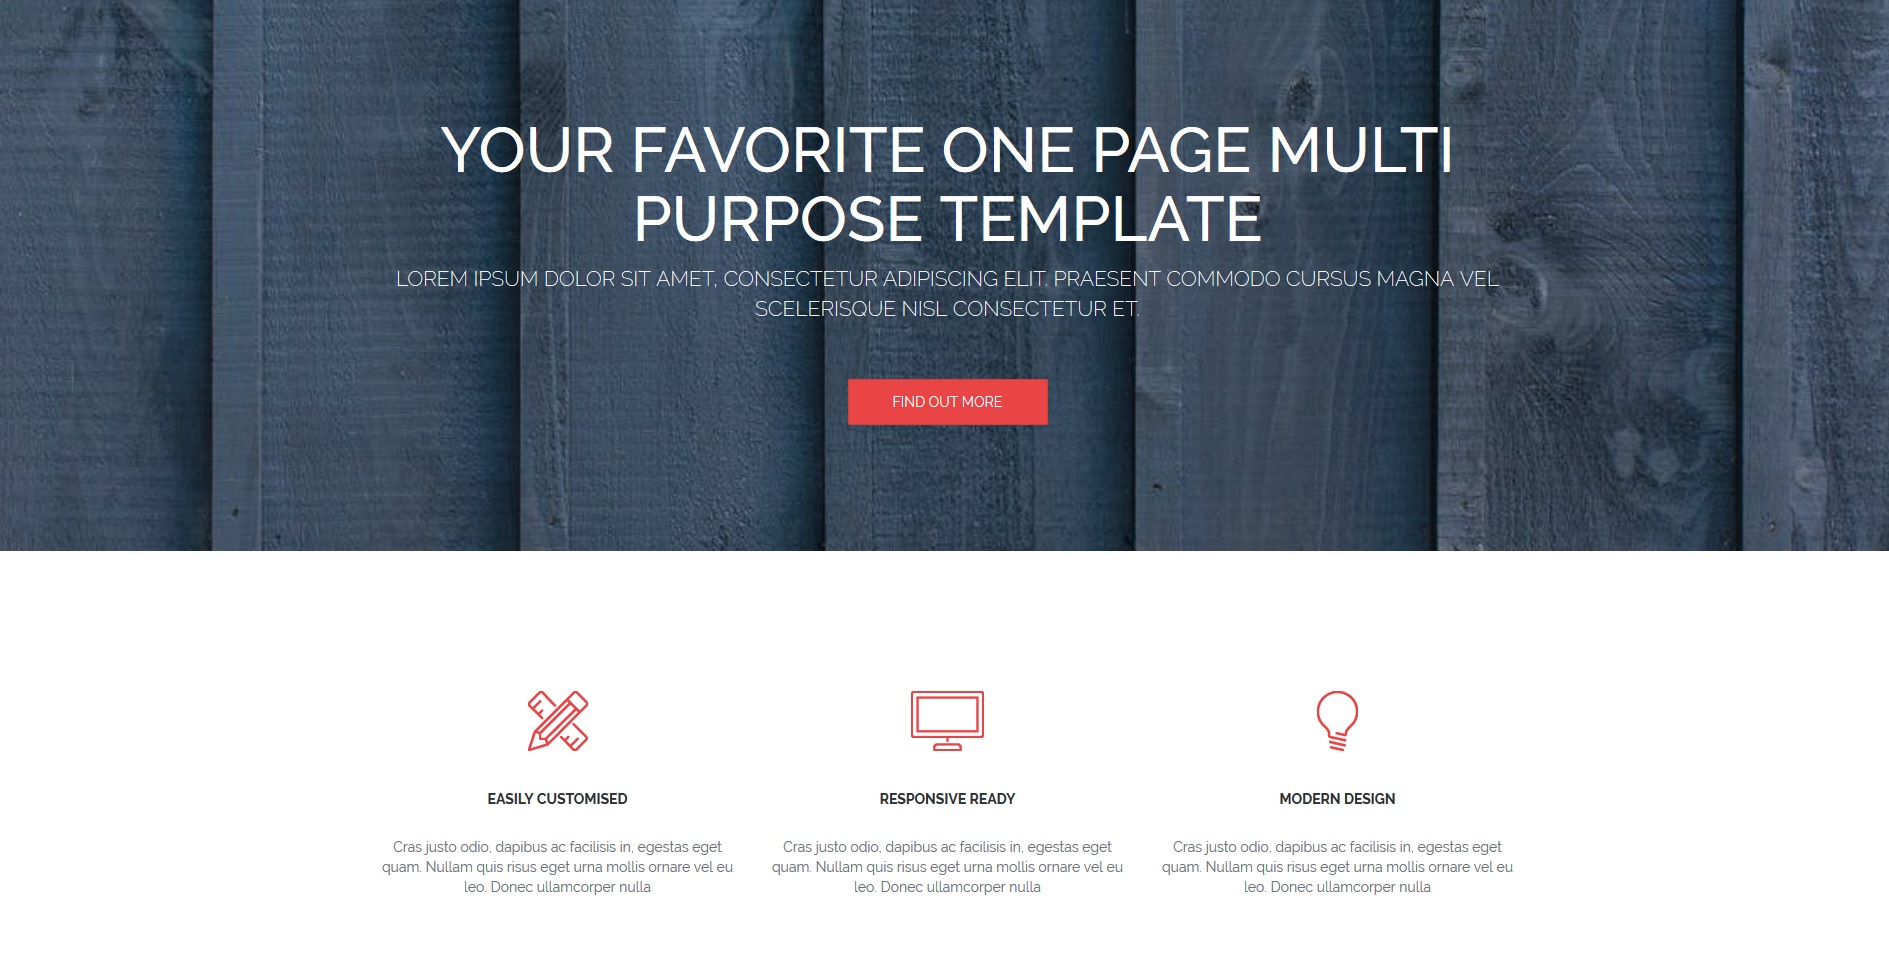 YOUR FAVORITE ONE PAGE MULTI
PURPOSE TEMPLATE
LOREM IPSUM DOLOR SIT AMET, CONSECTETUR ADIPISCING ELIT. PRAESENT COMMODO CURSUS MAGNA VEL
SCELERISQUE NISL CONSECTETUR ET.
FIND OUT MORE
EASILY CUSTOMISED
Cras justo odio, dapibus ac facilisis in, egestas eget
quam. Nullam quis risus eget urna mollis ornare vel eu
leo. Donec ullamcorper nulla
RESPONSIVE READY
Cras justo odio, dapibus ac facilisis in, egestas eget
quam. Nullam quis risus eget urna mollis ornare vel eu
leo. Donec ullamcorper nulla
MODERN DESIGN
Cras justo odio, dapibus ac facilisis in, egestas eget
quam. Nullam quis risus eget urna mollis ornare vel eu
leo. Donec ullamcorper nulla